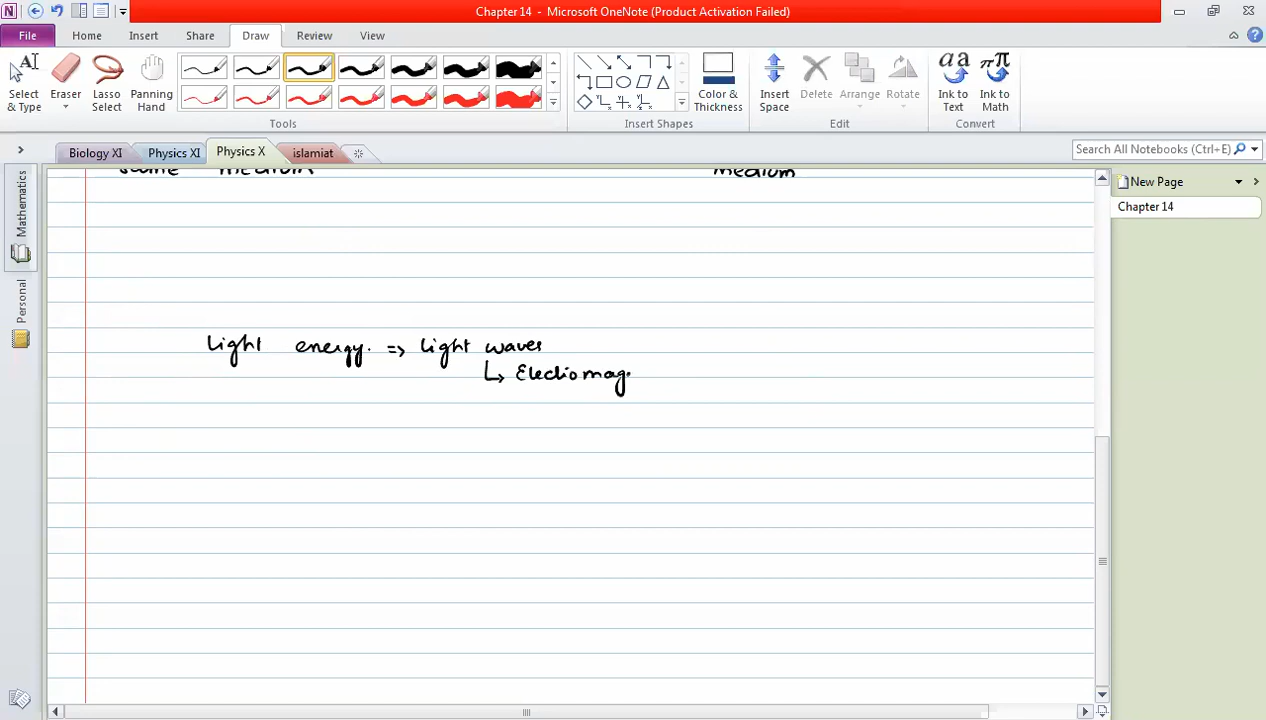 Chapter 14 - Microsoft OneNote (Product Activation Failed)
File Home Insert Share Draw Review View
Select & Type
Eraser
Lasso Select
Panning Hand
Color & Thickness
Insert Space
Delete
Arrange
Rotate
Ink to Text
Ink to Math
Tools Insert Shapes Edit Convert
Biology XI Physics XI Physics X islamiat
Search All Notebooks (Ctrl+E)
New Page
Chapter 14
Mathematics
Personal
same medium medium
Light energy. => Light waves
↳ Electromag